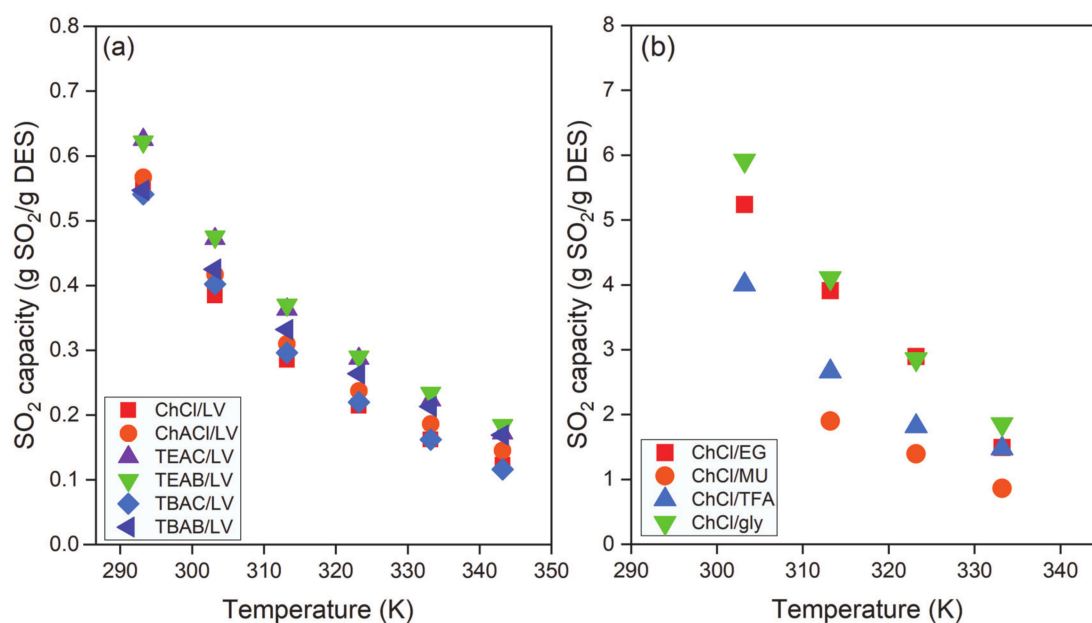 (a)
SO2 capacity (g SO2/g DES)
0.8
0.7
0.6
0.5
0.4
0.3
0.2
0.1
0.0
ChCl/LV
ChACl/LV
TEAC/LV
TEAB/LV
TBAC/LV
TBAB/LV
290 300 310 320 330 340 350
Temperature (K)
(b)
SO2 capacity (g SO2/g DES)
8
7
6
5
4
3
2
1
0
ChCl/EG
ChCl/MU
ChCl/TFA
ChCl/gly
290 300 310 320 330 340
Temperature (K)